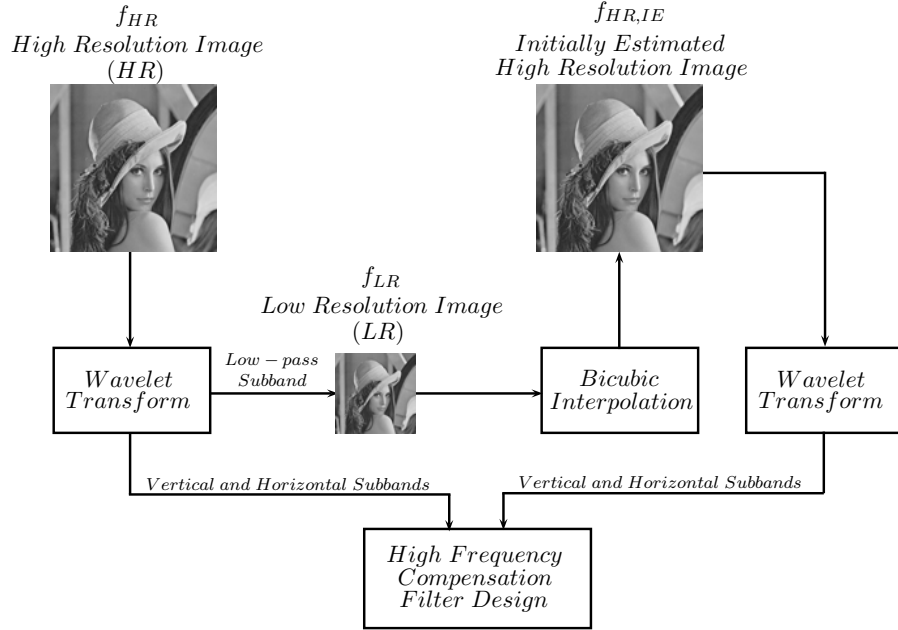 f_{HR}
High Resolution Image
(HR)
f_{HR,IE}
Initially Estimated
High Resolution Image
f_{LR}
Low Resolution Image
(LR)
Wavelet
Transform
Low − pass
Subband
Bicubic
Interpolation
Wavelet
Transform
Vertical and Horizontal Subbands
Vertical and Horizontal Subbands
High Frequency
Compensation
Filter Design